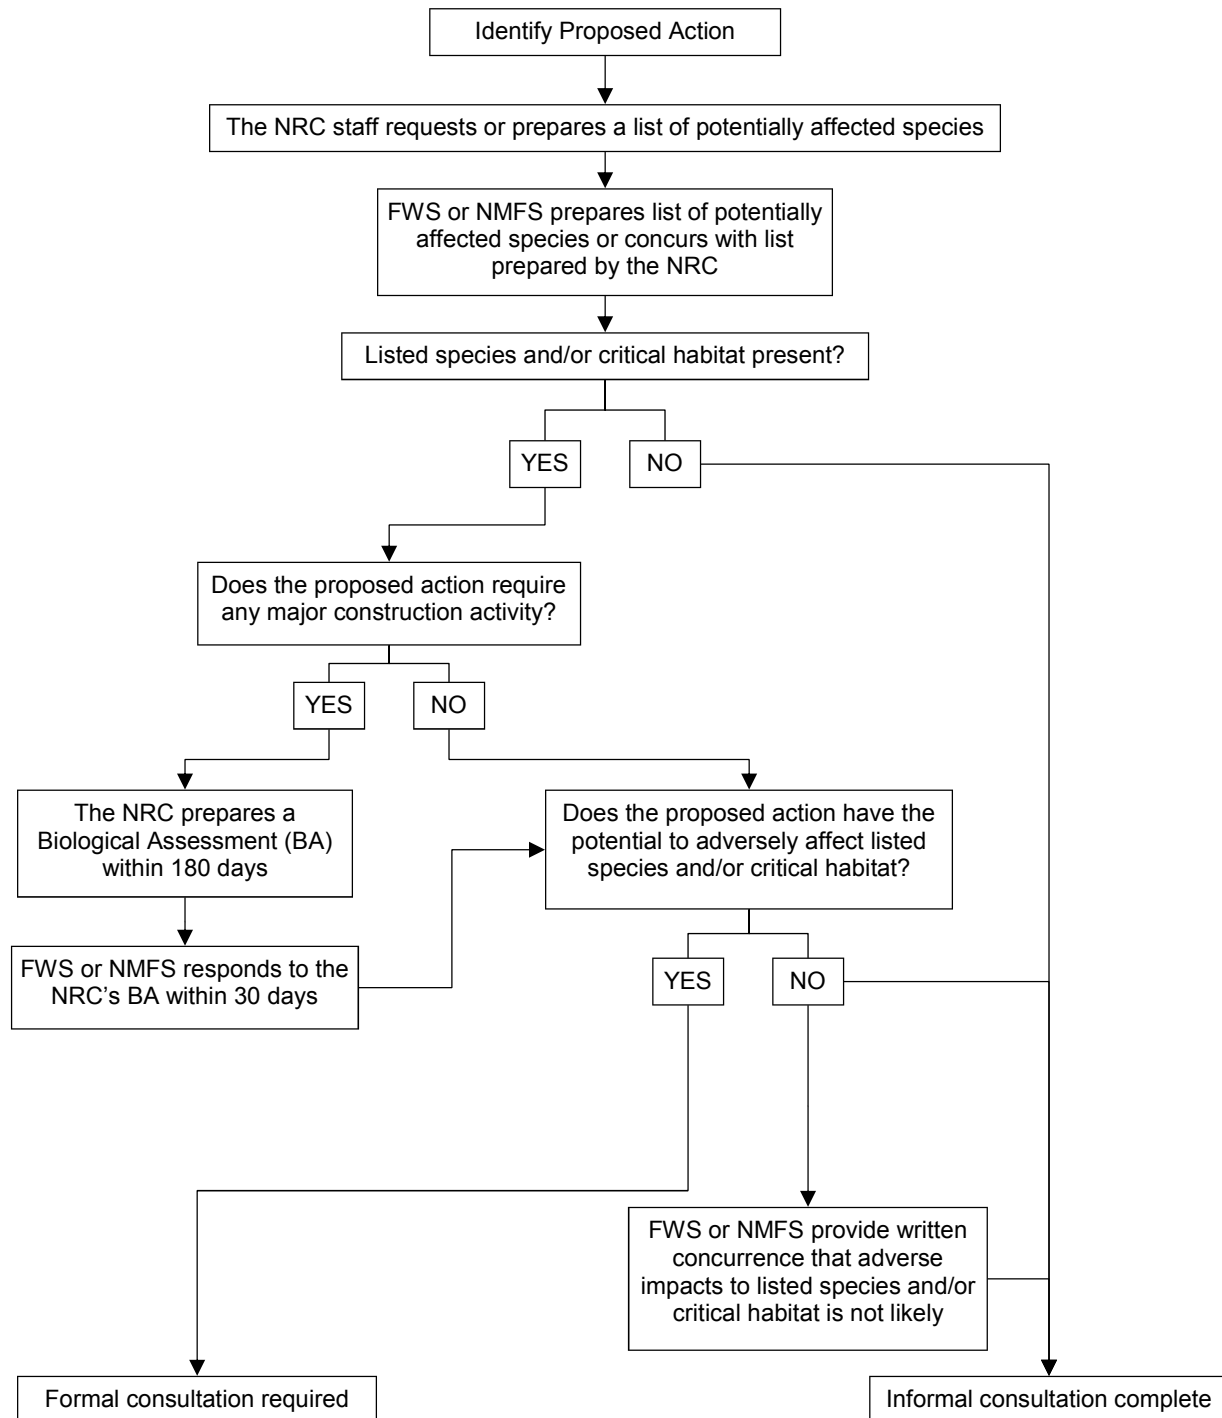 Identify Proposed Action
The NRC staff requests or prepares a list of potentially affected species
FWS or NMFS prepares list of potentially
affected species or concurs with list
prepared by the NRC
Listed species and/or critical habitat present?
YES
NO
Does the proposed action require
any major construction activity?
YES
NO
The NRC prepares a
Biological Assessment (BA)
within 180 days
Does the proposed action have the
potential to adversely affect listed
species and/or critical habitat?
FWS or NMFS responds to the
NRC’s BA within 30 days
YES
NO
FWS or NMFS provide written
concurrence that adverse
impacts to listed species and/or
critical habitat is not likely
Formal consultation required
Informal consultation complete